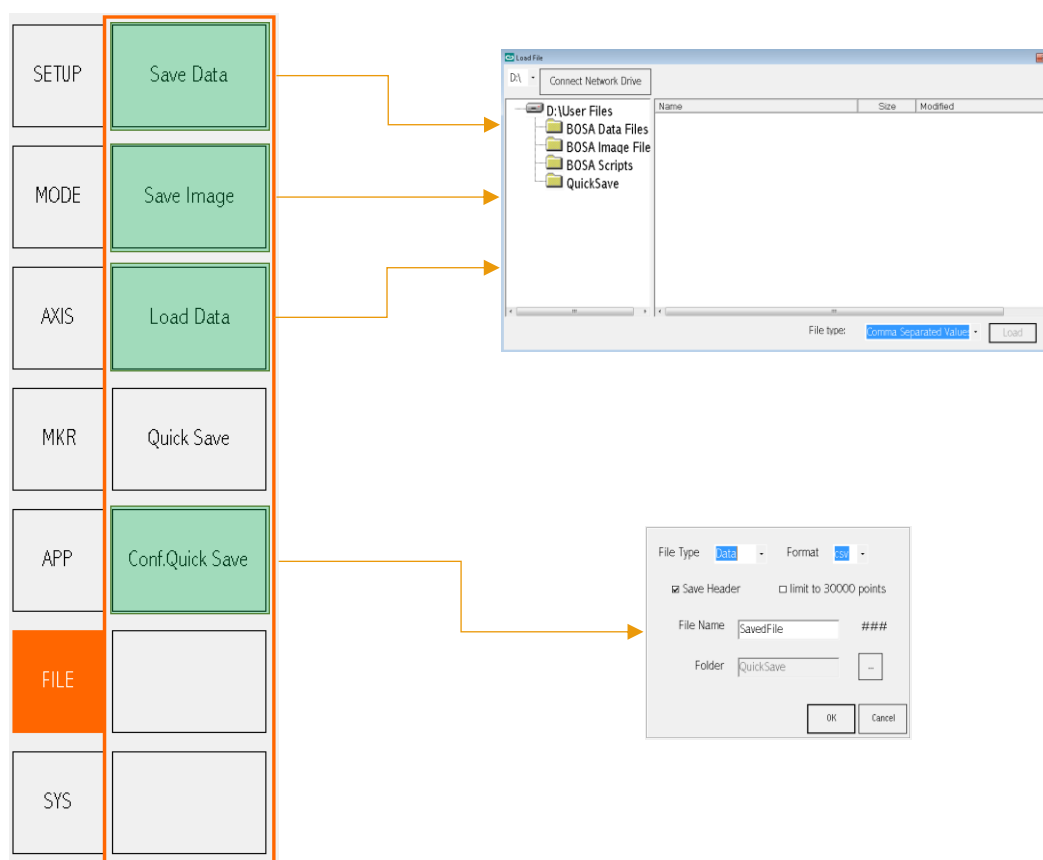 SETUP
MODE
AXIS
MKR
APP
FILE
SYS
Save Data
Save Image
Load Data
Quick Save
Conf.Quick Save
Load File
D:\
Connect Network Drive
D:\User Files
BOSA Data Files
BOSA Image File
BOSA Scripts
QuickSave
Name Size Modified
File type: Comma Separated Values Load
File Type Data Format csv
Save Header limit to 30000 points
File Name SavedFile ###
Folder QuickSave ...
OK Cancel